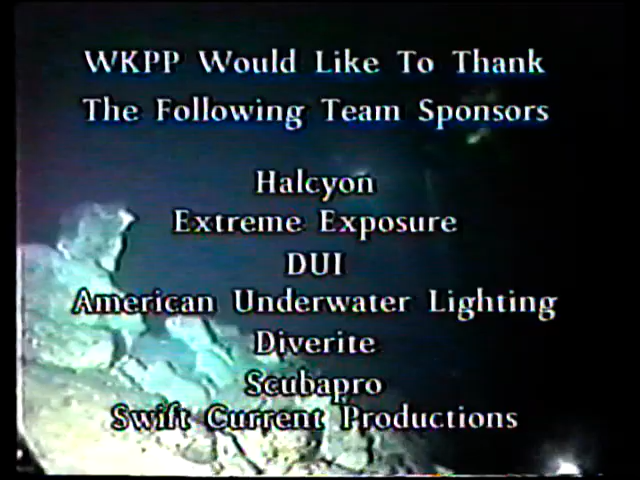 WKPP Would Like To Thank
The Following Team Sponsors
Halcyon
Extreme Exposure
DUI
American Underwater Lighting
Diverite
Scubapro
Swift Current Productions